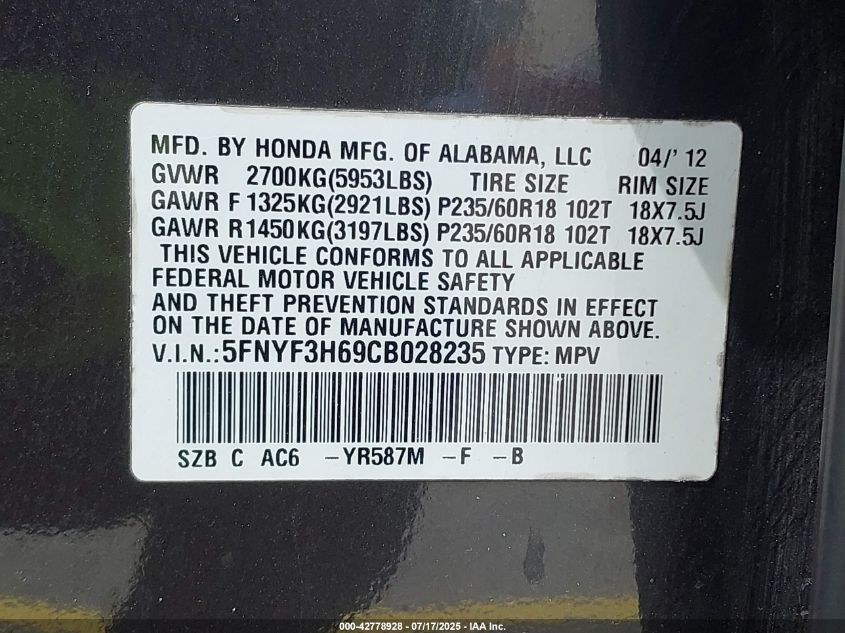 MFD. BY HONDA MFG. OF ALABAMA, LLC 04/' 12
GVWR 2700KG(5953LBS) TIRE SIZE RIM SIZE
GAWR F 1325KG(2921LBS) P235/60R18 102T 18X7.5J
GAWR R 1450KG(3197LBS) P235/60R18 102T 18X7.5J
THIS VEHICLE CONFORMS TO ALL APPLICABLE
FEDERAL MOTOR VEHICLE SAFETY
AND THEFT PREVENTION STANDARDS IN EFFECT
ON THE DATE OF MANUFACTURE SHOWN ABOVE.
V.I.N.:5FNYF3H69CB028235 TYPE: MPV
SZB C AC6 -YR587M -F -B
000-42778928 - 07/17/2025 - IAA Inc.